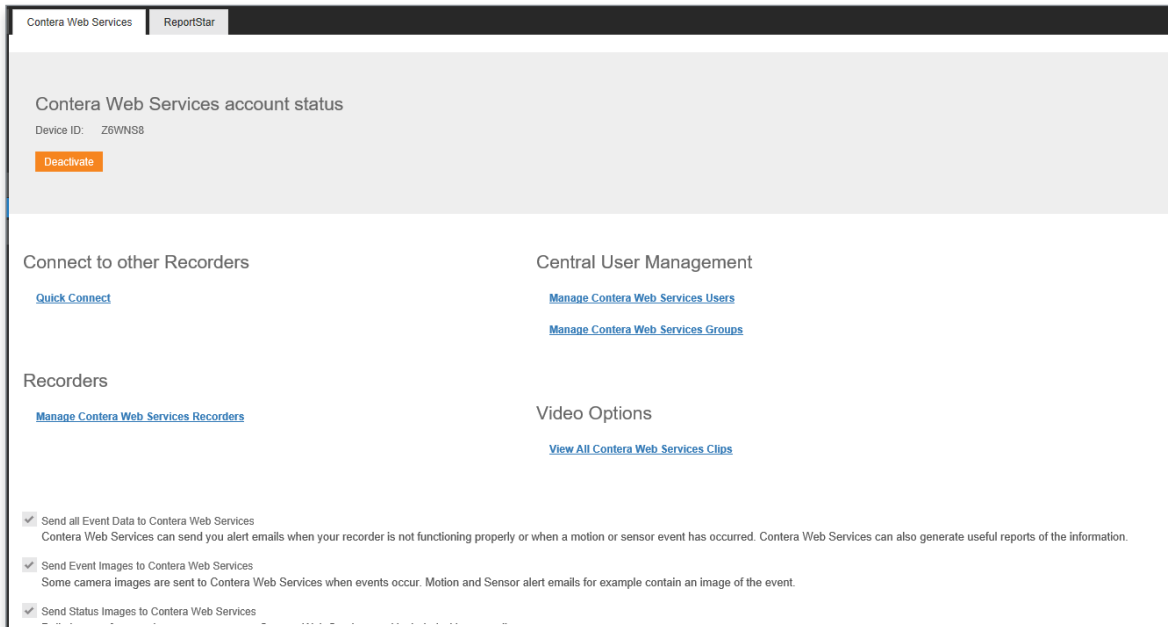 Contera Web Services
ReportStar
Contera Web Services account status
Device ID: Z6WNS8
Deactivate
Connect to other Recorders
Quick Connect
Central User Management
Manage Contera Web Services Users
Manage Contera Web Services Groups
Recorders
Manage Contera Web Services Recorders
Video Options
View All Contera Web Services Clips
Send all Event Data to Contera Web Services
Contera Web Services can send you alert emails when your recorder is not functioning properly or when a motion or sensor event has occurred. Contera Web Services can also generate useful reports of the information.
Send Event Images to Contera Web Services
Some camera images are sent to Contera Web Services when events occur. Motion and Sensor alert emails for example contain an image of the event.
Send Status Images to Contera Web Services